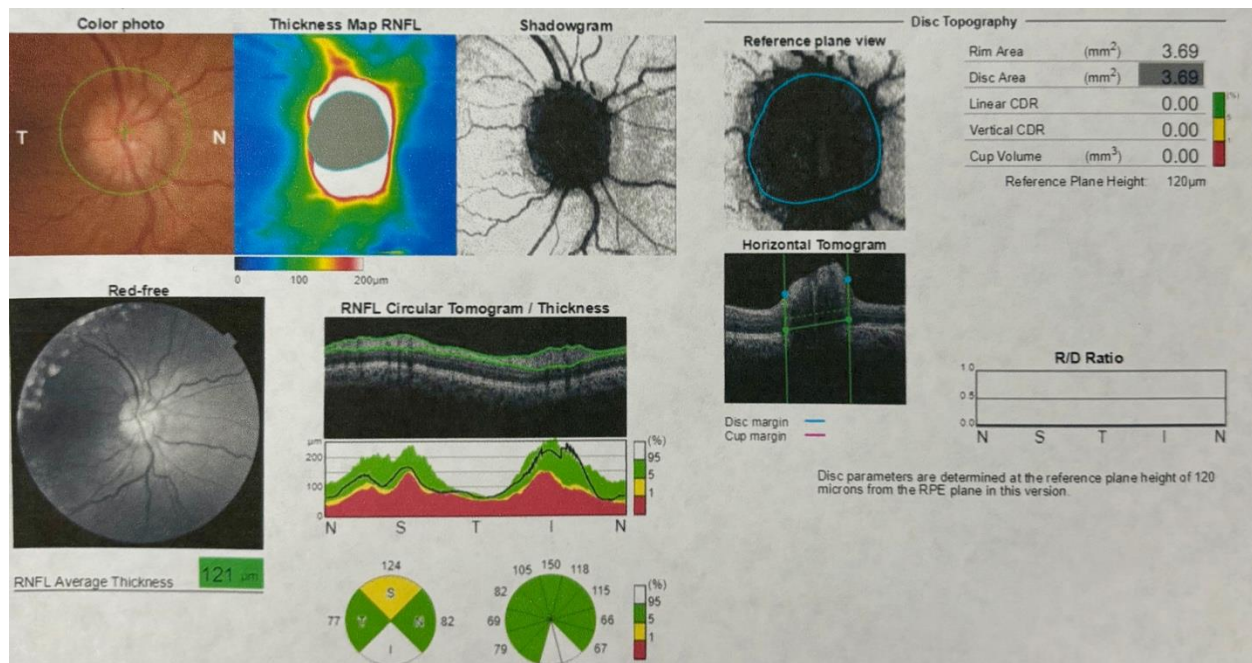 Color photo
Thickness Map RNFL
Shadowgram
T
N
0
100
200µm
Disc Topography
Reference plane view
Rim Area (mm²) 3.69
Disc Area (mm²) 3.69
Linear CDR 0.00
Vertical CDR 0.00
Cup Volume (mm³) 0.00
(%)
5
1
Reference Plane Height: 120µm
Horizontal Tomogram
Disc margin
Cup margin
R/D Ratio
1.0
0.5
0.0
N S T I N
Disc parameters are determined at the reference plane height of 120
microns from the RPE plane in this version.
Red-free
RNFL Circular Tomogram / Thickness
µm
200
100
0
N S T I N
(%)
95
5
1
RNFL Average Thickness 121 µm
124
S
77 T N 82
I
105 150 118
82 115
69 66
79 67
(%)
95
5
1